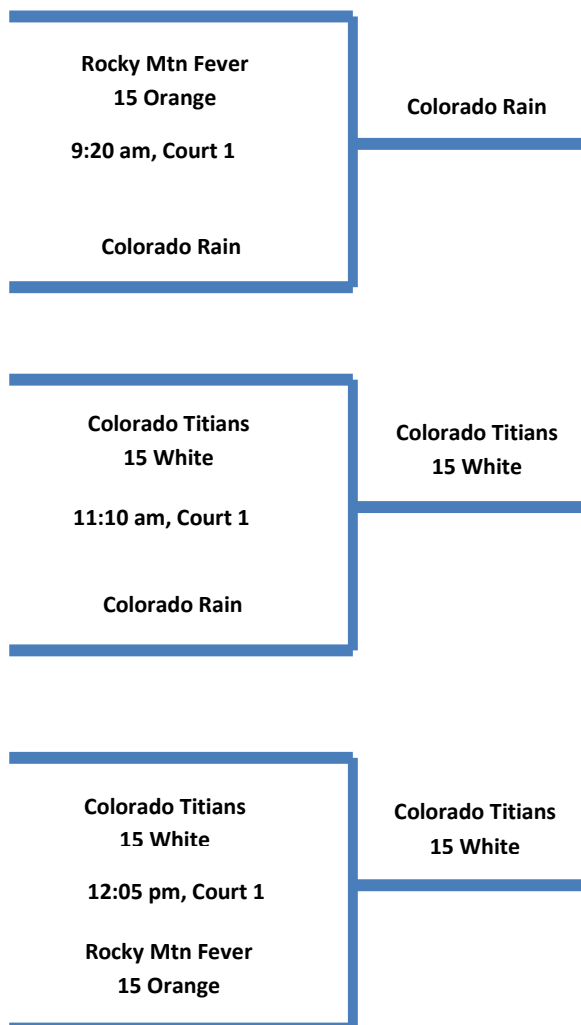 Rocky Mtn Fever
15 Orange
9:20 am, Court 1
Colorado Rain
Colorado Rain
Colorado Titians
15 White
11:10 am, Court 1
Colorado Rain
Colorado Titians
15 White
Colorado Titians
15 White
12:05 pm, Court 1
Rocky Mtn Fever
15 Orange
Colorado Titians
15 White